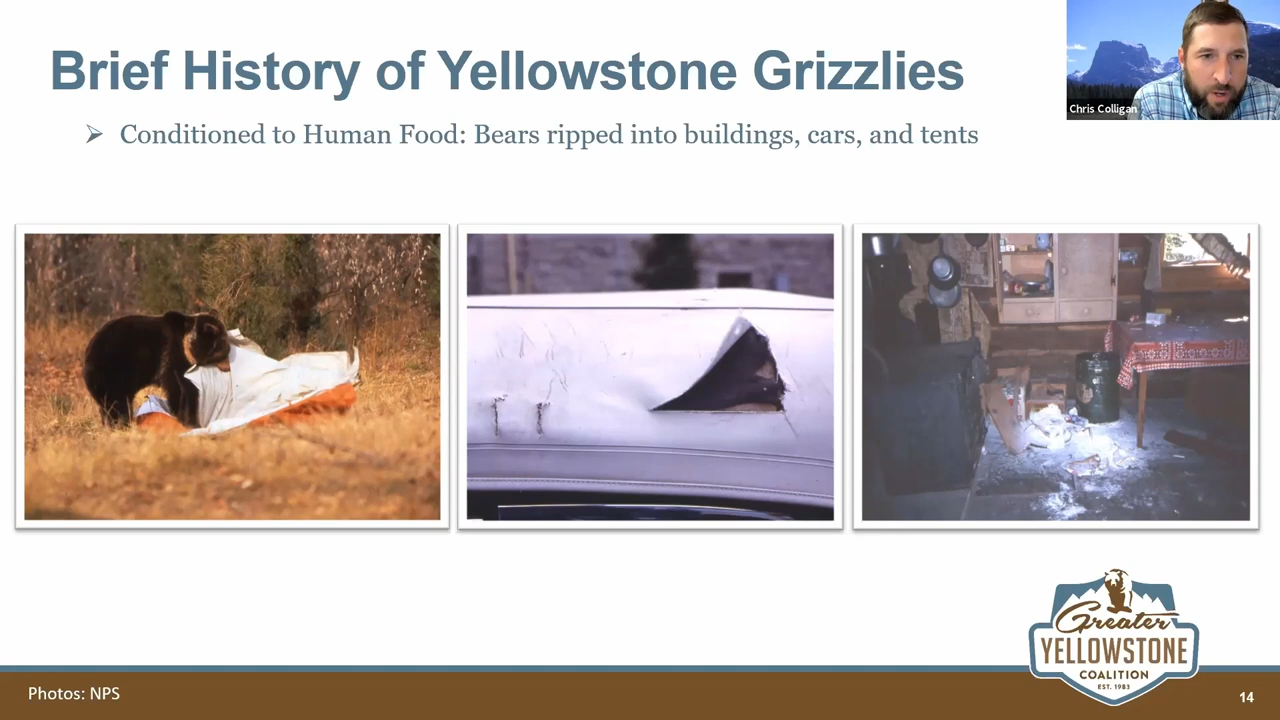 Brief History of Yellowstone Grizzlies
Chris Colligan
Conditioned to Human Food: Bears ripped into buildings, cars, and tents
Greater
YELLOWSTONE
COALITION
EST. 1983
Photos: NPS
14